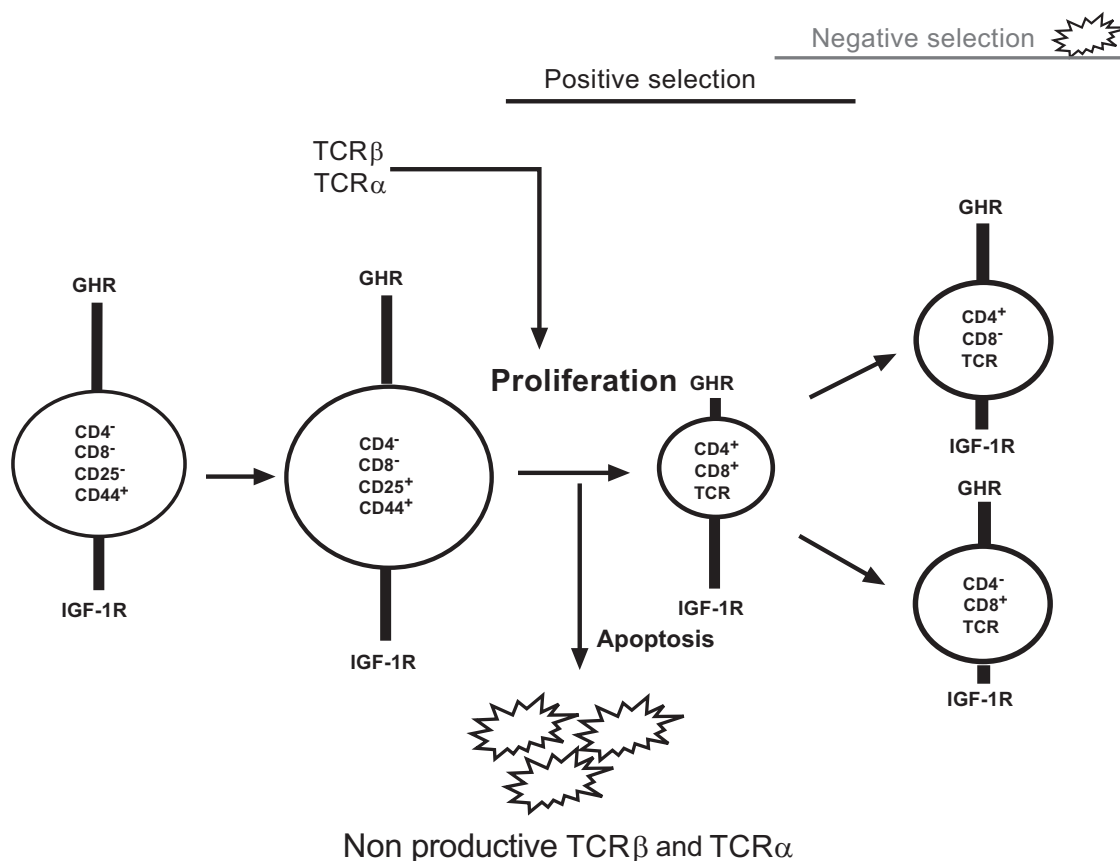 Negative selection
Positive selection
TCRβ
TCRα
GHR
CD4⁻
CD8⁻
CD25⁻
CD44⁺
IGF-1R
GHR
CD4⁻
CD8⁻
CD25⁺
CD44⁺
IGF-1R
Proliferation
Apoptosis
GHR
CD4⁺
CD8⁺
TCR
IGF-1R
GHR
CD4⁺
CD8⁻
TCR
IGF-1R
GHR
CD4⁻
CD8⁺
TCR
IGF-1R
Non productive TCRβ and TCRα